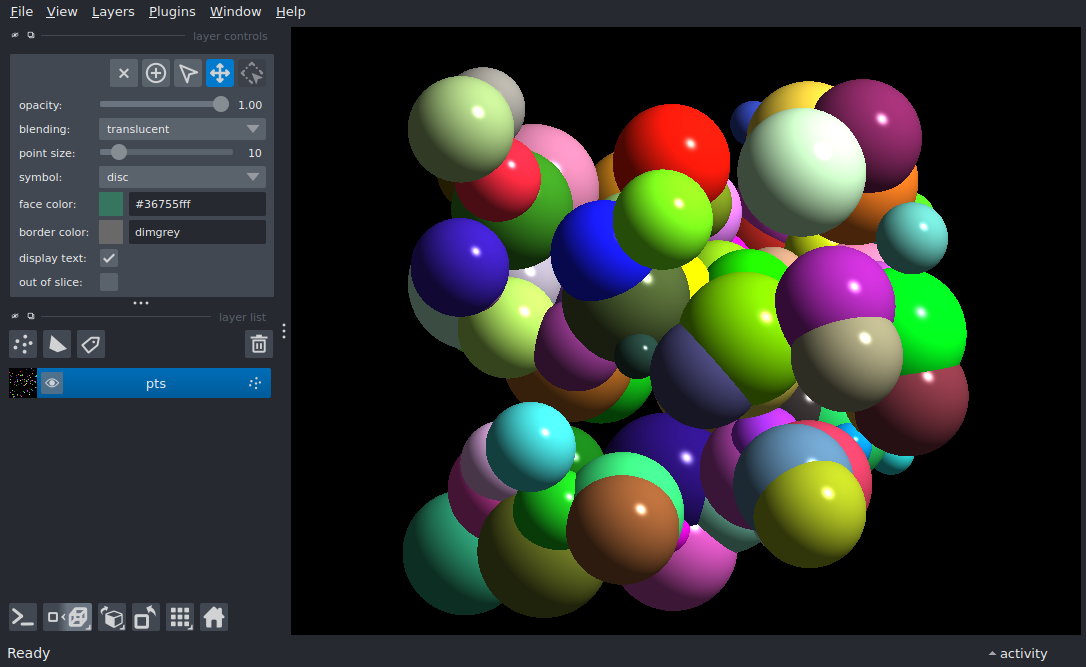 File View Layers Plugins Window Help
layer controls
opacity: 1.00
blending: translucent
point size: 10
symbol: disc
face color: #36755fff
border color: dimgrey
display text:
out of slice:
layer list
pts
Ready
activity